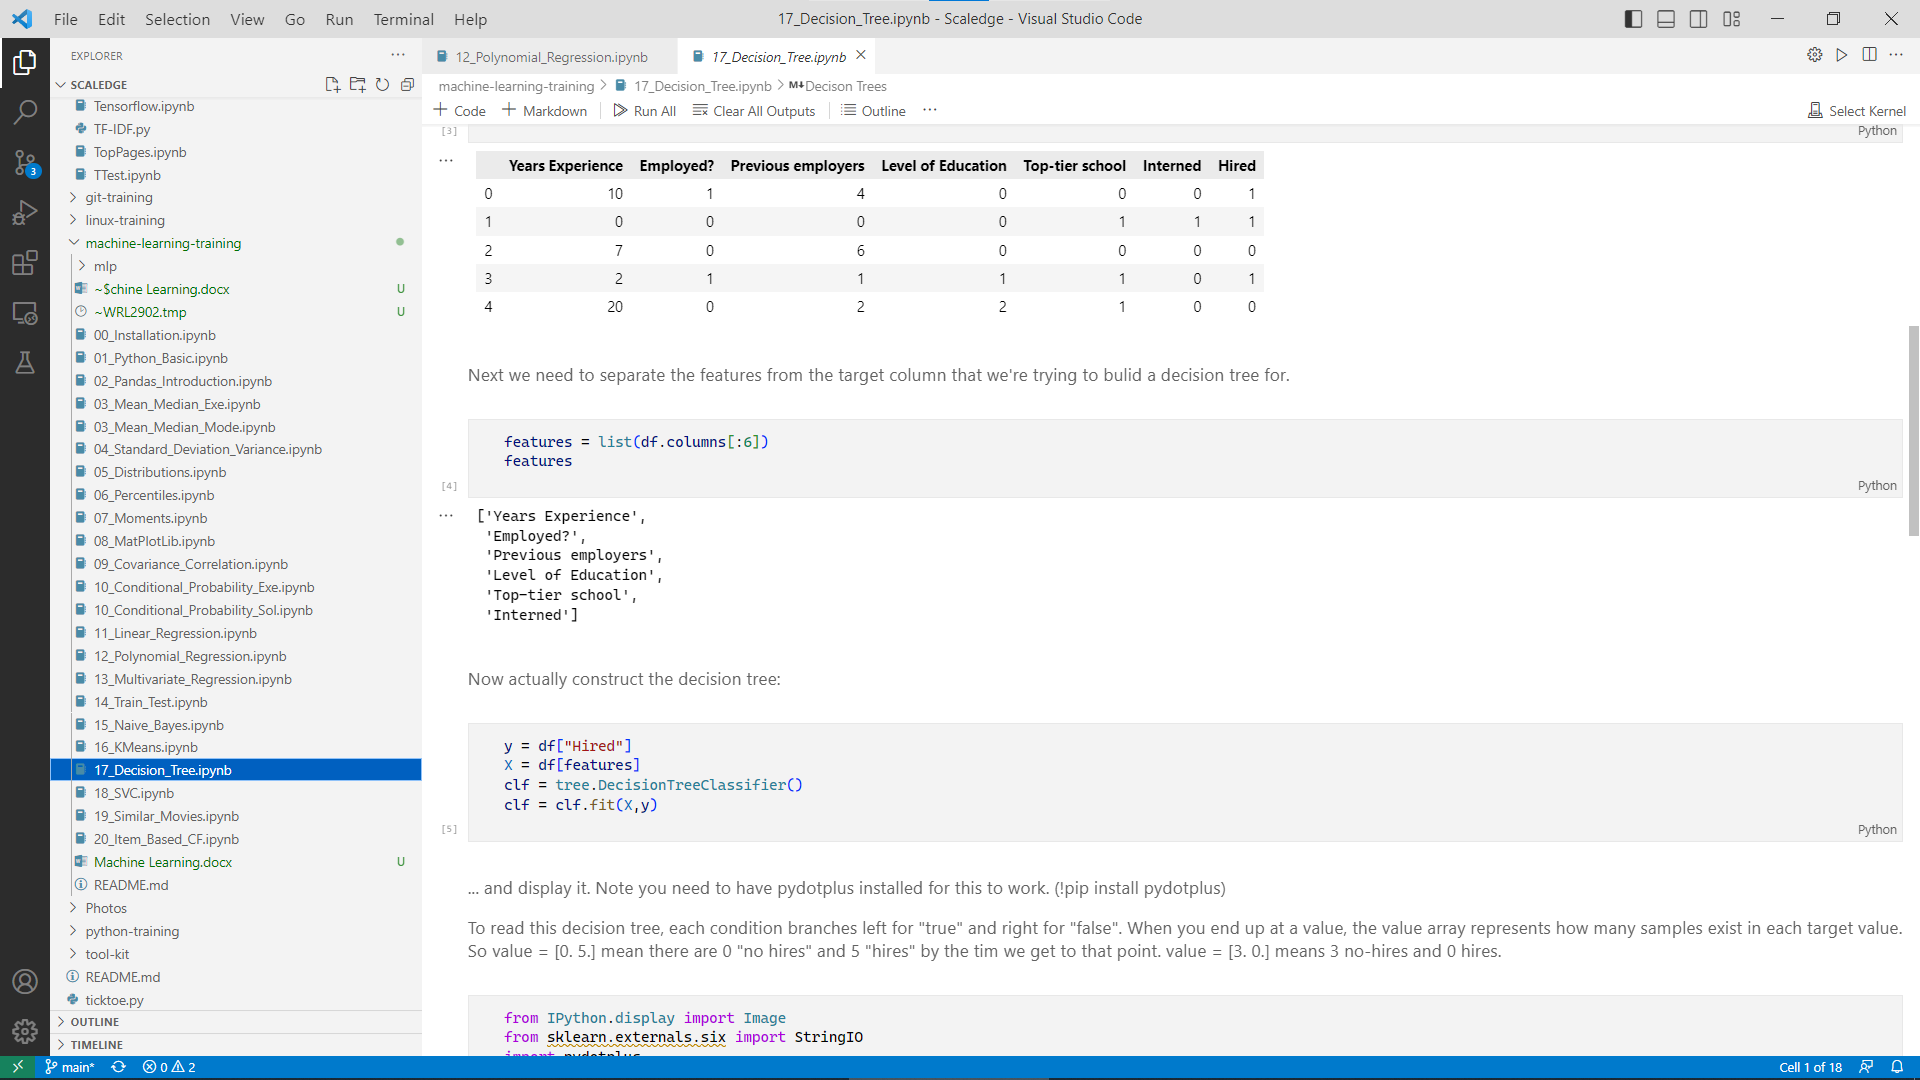 File Edit Selection View Go Run Terminal Help
17_Decision_Tree.ipynb - Scaledge - Visual Studio Code
EXPLORER
SCALEDGE
Tensorflow.ipynb
TF-IDF.py
TopPages.ipynb
TTest.ipynb
git-training
linux-training
machine-learning-training
mlp
~$chine Learning.docx U
~WRL2902.tmp U
00_Installation.ipynb
01_Python_Basic.ipynb
02_Pandas_Introduction.ipynb
03_Mean_Median_Exe.ipynb
03_Mean_Median_Mode.ipynb
04_Standard_Deviation_Variance.ipynb
05_Distributions.ipynb
06_Percentiles.ipynb
07_Moments.ipynb
08_MatPlotLib.ipynb
09_Covariance_Correlation.ipynb
10_Conditional_Probability_Exe.ipynb
10_Conditional_Probability_Sol.ipynb
11_Linear_Regression.ipynb
12_Polynomial_Regression.ipynb
13_Multivariate_Regression.ipynb
14_Train_Test.ipynb
15_Naive_Bayes.ipynb
16_KMeans.ipynb
17_Decision_Tree.ipynb
18_SVC.ipynb
19_Similar_Movies.ipynb
20_Item_Based_CF.ipynb
Machine Learning.docx U
README.md
Photos
python-training
tool-kit
README.md
ticktoe.py
OUTLINE
TIMELINE
3
12_Polynomial_Regression.ipynb
17_Decision_Tree.ipynb
machine-learning-training > 17_Decision_Tree.ipynb > M Decison Trees
Code Markdown Run All Clear All Outputs Outline
Select Kernel
[3] Python
Years Experience Employed? Previous employers Level of Education Top-tier school Interned Hired
0 10 1 4 0 0 0 1
1 0 0 0 0 1 1 1
2 7 0 6 0 0 0 0
3 2 1 1 1 1 0 1
4 20 0 2 2 1 0 0
Next we need to separate the features from the target column that we're trying to bulid a decision tree for.
features = list(df.columns[:6])
features
[4] Python
['Years Experience',
'Employed?',
'Previous employers',
'Level of Education',
'Top-tier school',
'Interned']
Now actually construct the decision tree:
y = df["Hired"]
X = df[features]
clf = tree.DecisionTreeClassifier()
clf = clf.fit(X,y)
[5] Python
... and display it. Note you need to have pydotplus installed for this to work. (!pip install pydotplus)
To read this decision tree, each condition branches left for "true" and right for "false". When you end up at a value, the value array represents how many samples exist in each target value.
So value = [0. 5.] mean there are 0 "no hires" and 5 "hires" by the tim we get to that point. value = [3. 0.] means 3 no-hires and 0 hires.
from IPython.display import Image
from sklearn.externals.six import StringIO
import pydotplus
main* 0 2
Cell 1 of 18